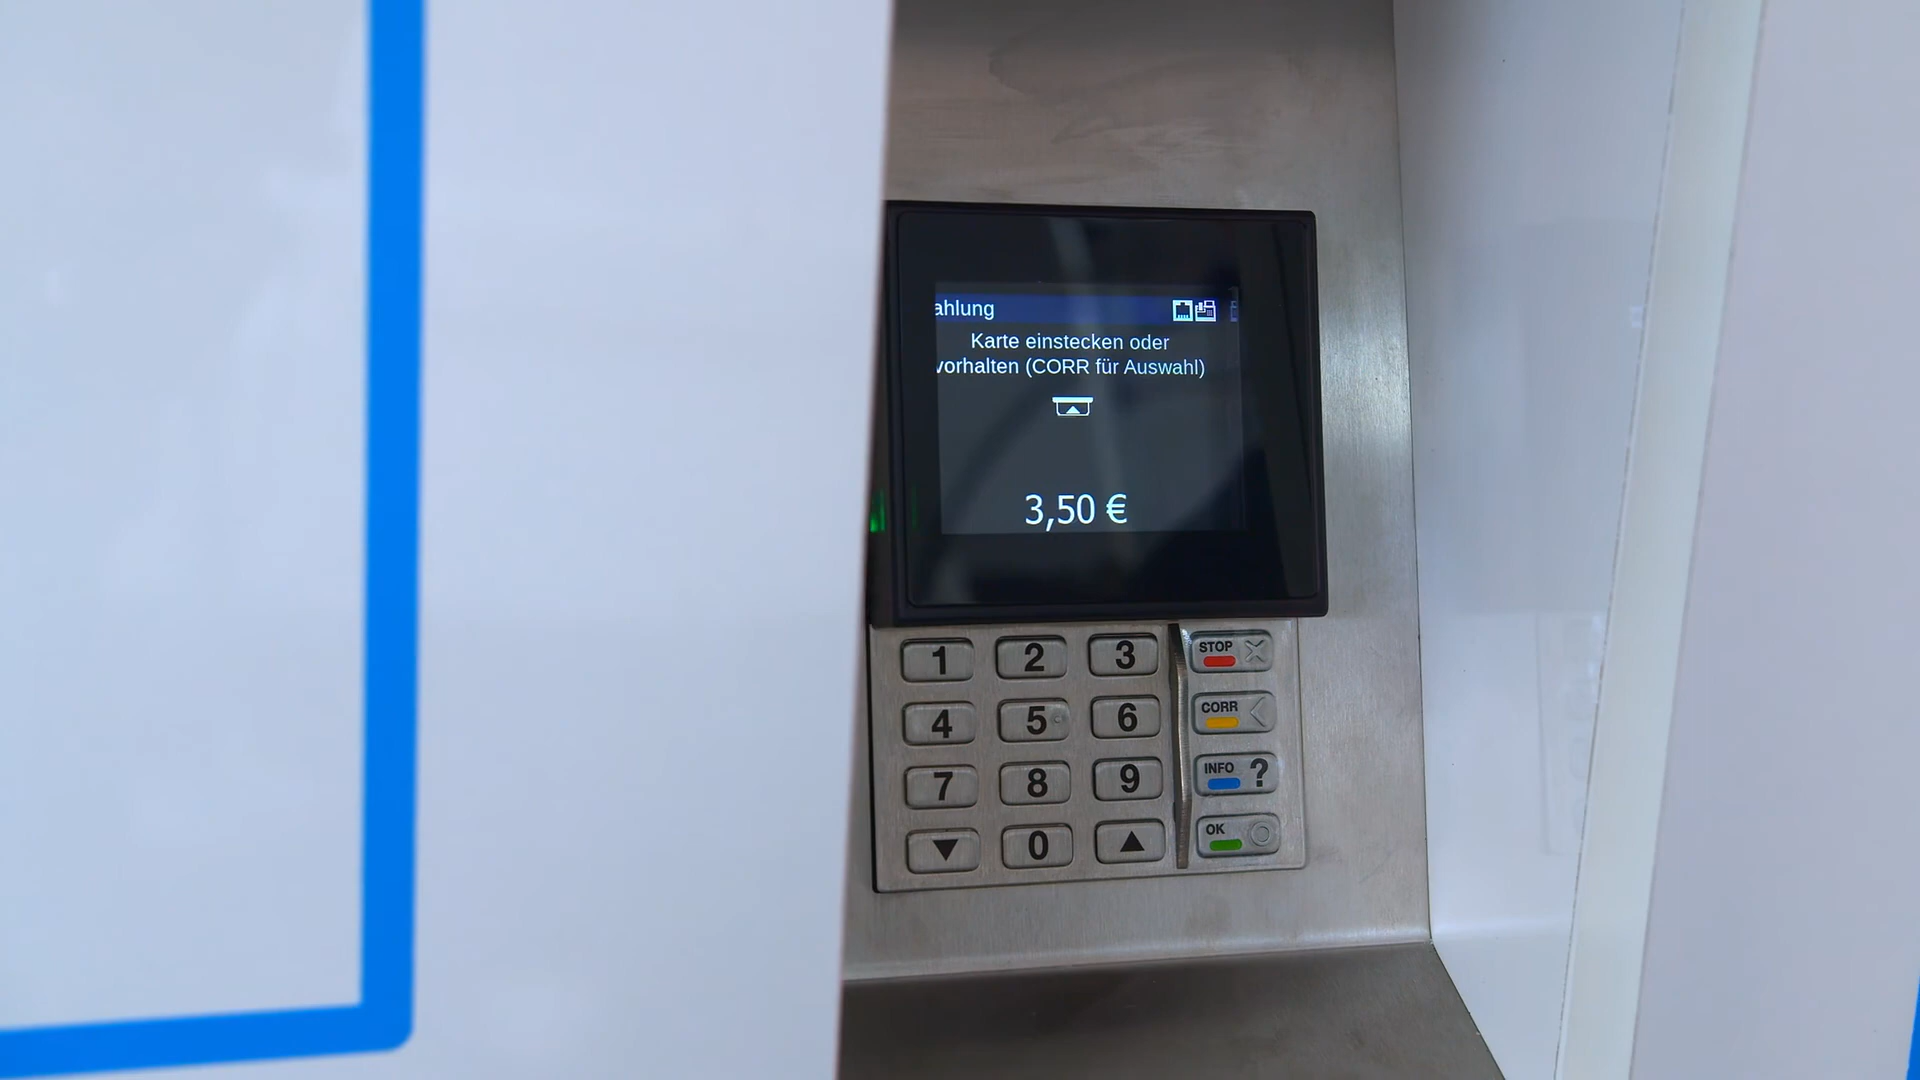 ahlung
Karte einstecken oder
vorhalten (CORR für Auswahl)
3,50 €
1 2 3 STOP
4 5 6 CORR
7 8 9 INFO ?
0 OK